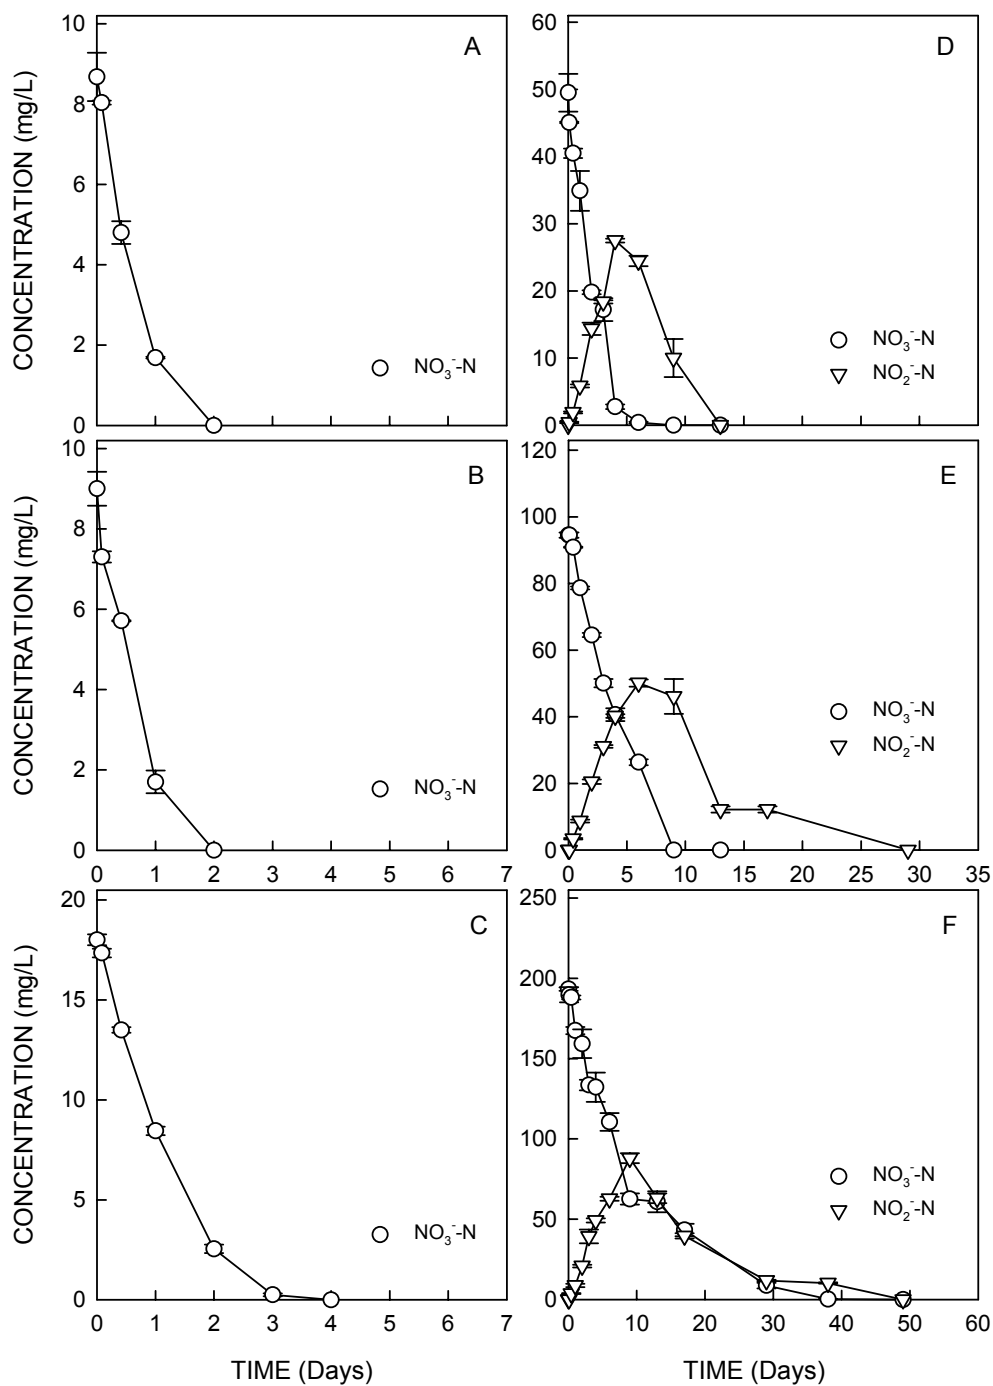 A
CONCENTRATION (mg/L)
10
8
6
4
2
0
NO₃⁻-N
D
60
50
40
30
20
10
0
NO₃⁻-N
NO₂⁻-N
B
CONCENTRATION (mg/L)
10
8
6
4
2
0
NO₃⁻-N
0 1 2 3 4 5 6 7
E
120
100
80
60
40
20
0
NO₃⁻-N
NO₂⁻-N
0 5 10 15 20 25 30 35
C
CONCENTRATION (mg/L)
20
15
10
5
0
NO₃⁻-N
0 1 2 3 4 5 6 7
TIME (Days)
F
250
200
150
100
50
0
NO₃⁻-N
NO₂⁻-N
0 10 20 30 40 50 60
TIME (Days)